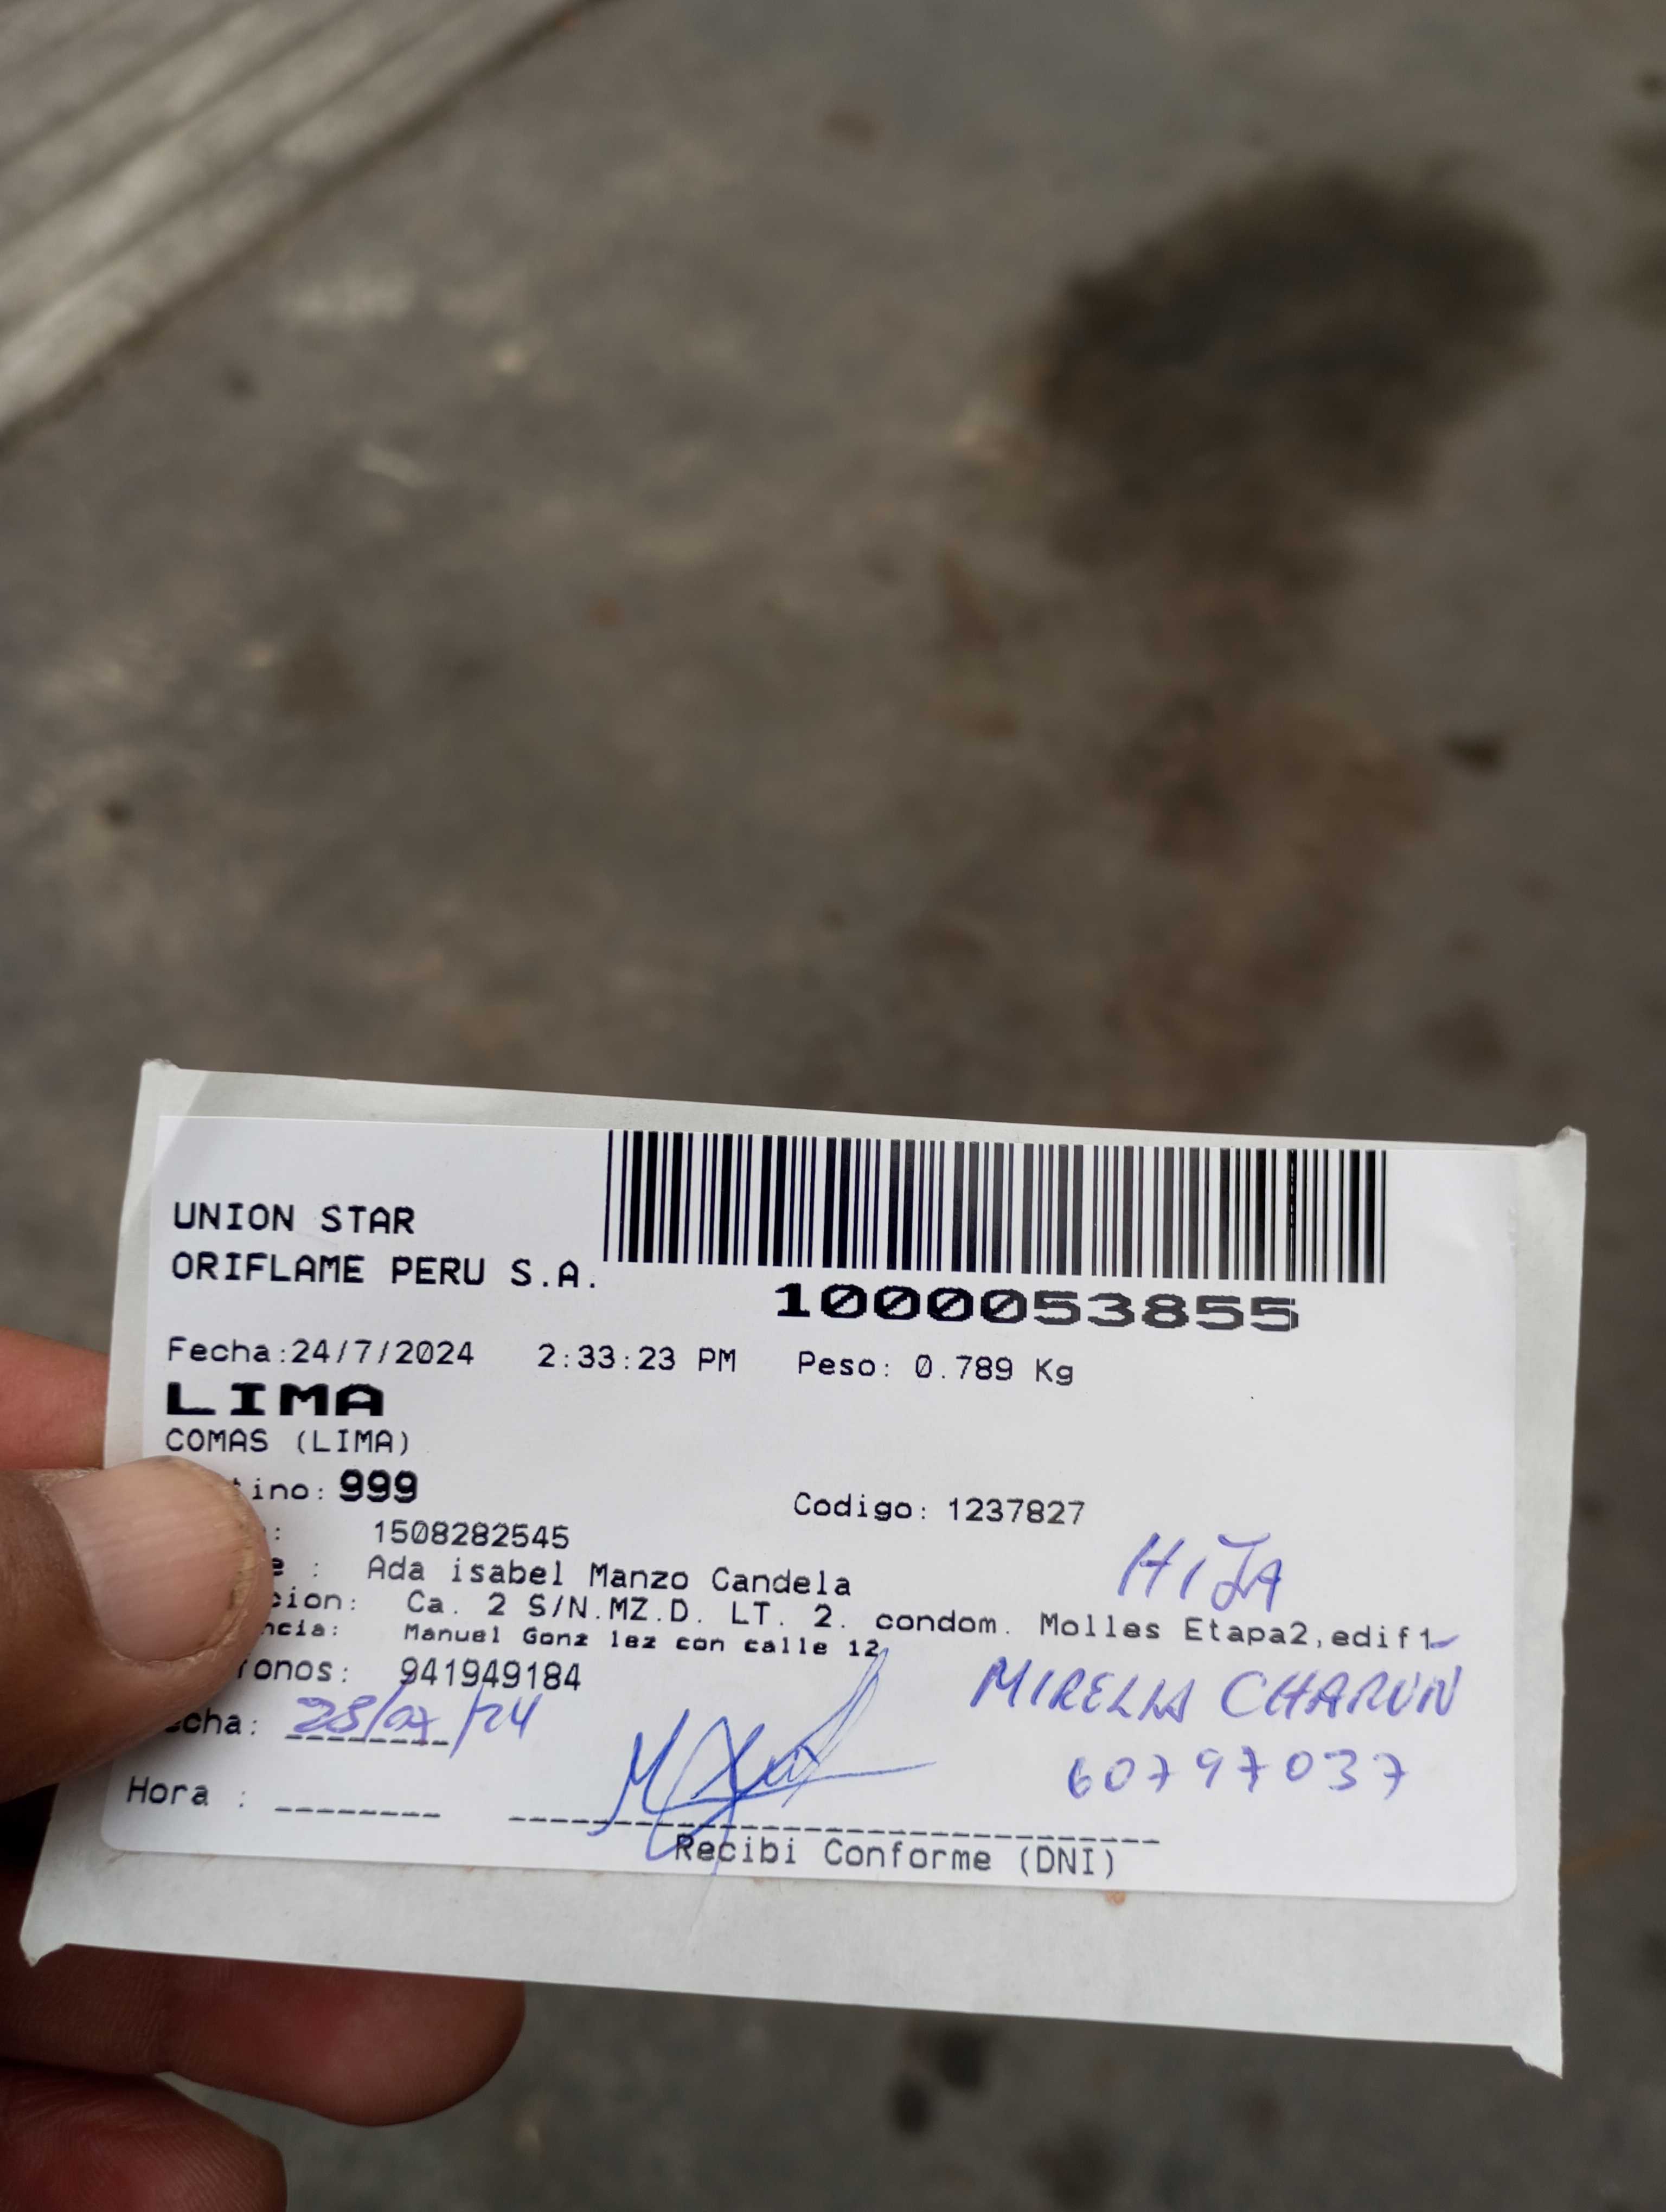 UNION STAR
ORIFLAME PERU S.A.
1000053855
Fecha:24/7/2024 2:33:23 PM Peso: 0.789 Kg
LIMA
COMAS (LIMA)
tino: 999 Codigo: 1237827
: 1508282545
e : Ada isabel Manzo Candela
HIJA
cion: Ca. 2 S/N.MZ.D. LT. 2. condom. Molles Etapa2,edif1
ncia: Manuel Gonz lez con calle 12
onos: 941949184
MIRELLA CHARUN
cha: 25/07/24
60797037
Hora :
Recibi Conforme (DNI)